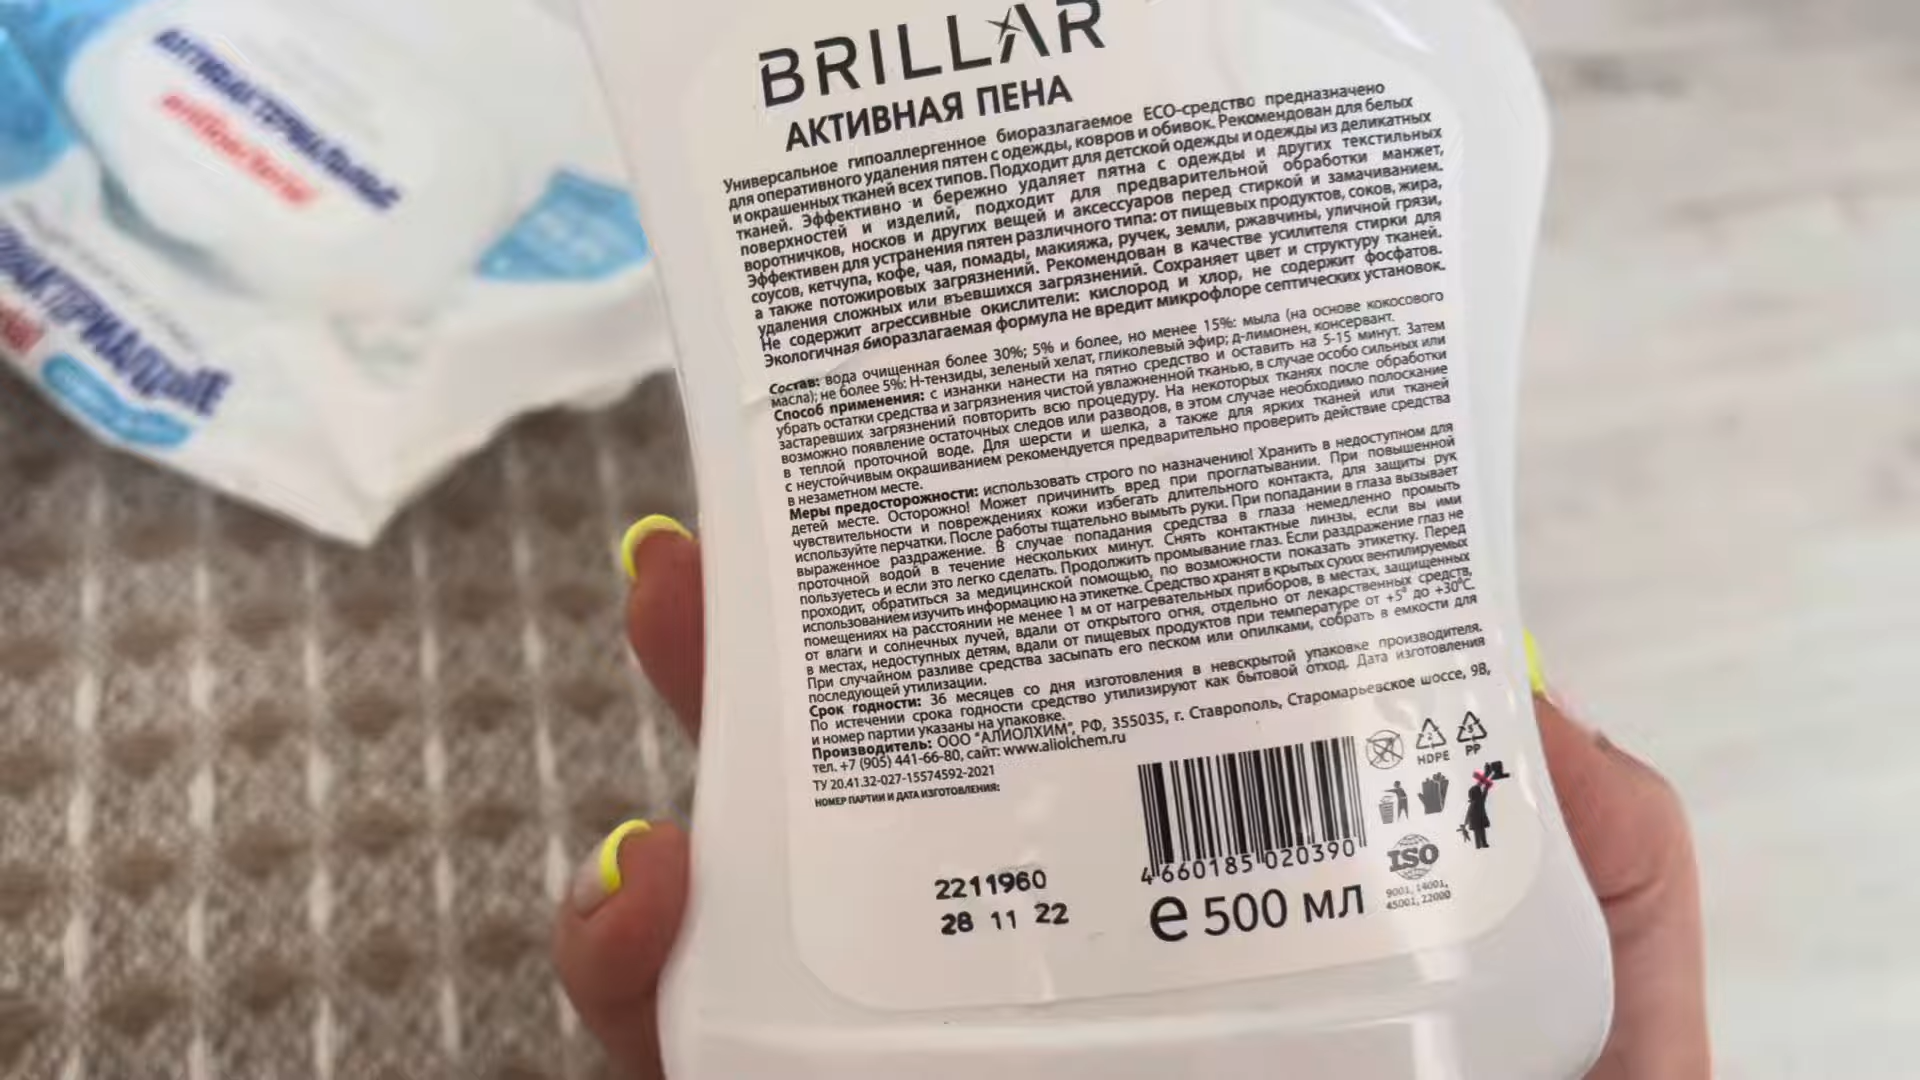 АНТИБАКТЕРИАЛЬНЫЕ
BRILLAR
АКТИВНАЯ ПЕНА
Универсальное гипоаллергенное биоразлагаемое ECO-средство предназначено
для оперативного удаления пятен с одежды, ковров и обивок. Рекомендован для белых
и окрашенных тканей всех типов. Подходит для детской одежды и одежды из деликатных
тканей. Эффективно и бережно удаляет пятна с одежды и других текстильных
поверхностей и изделий, подходит для предварительной обработки манжет,
воротничков, носков и других вещей и аксессуаров перед стиркой и замачиванием.
Эффективен для устранения пятен различного типа: от пищевых продуктов, соков, жира,
соусов, кетчупа, кофе, чая, помады, макияжа, ручек, земли, ржавчины, уличной грязи,
а также потожировых загрязнений. Рекомендован в качестве усилителя стирки для
удаления сложных или въевшихся загрязнений. Сохраняет цвет и структуру тканей.
Не содержит агрессивные окислители: кислород и хлор, не содержит фосфатов.
Экологичная биоразлагаемая формула не вредит микрофлоре септических установок.
Состав: вода очищенная более 30%; 5% и более, но менее 15%: мыла (на основе кокосового
масла); не более 5%: Н-тензиды, зеленый хелат, гликолевый эфир; д-лимонен, консервант.
Способ применения: с изнанки нанести на пятно средство и оставить на 5-15 минут. Затем
убрать остатки средства и загрязнения чистой увлажненной тканью, в случае особо сильных или
застаревших загрязнений повторить всю процедуру. На некоторых тканях после обработки
возможно появление остаточных следов или разводов, в этом случае необходимо полоскание
в теплой проточной воде. Для шерсти и шелка, а также для ярких тканей или тканей
с неустойчивым окрашиванием рекомендуется предварительно проверить действие средства
в незаметном месте.
Меры предосторожности: использовать строго по назначению! Хранить в недоступном для
детей месте. Осторожно! Может причинить вред при проглатывании. При повышенной
чувствительности и повреждениях кожи избегать длительного контакта, для защиты рук
используйте перчатки. После работы тщательно вымыть руки. При попадании в глаза вызывает
выраженное раздражение. В случае попадания средства в глаза немедленно промыть
проточной водой в течение нескольких минут. Снять контактные линзы, если вы ими
пользуетесь и если это легко сделать. Продолжить промывание глаз. Если раздражение глаз не
проходит, обратиться за медицинской помощью, по возможности показать этикетку. Перед
использованием изучить информацию на этикетке. Средство хранят в крытых сухих вентилируемых
помещениях на расстоянии не менее 1 м от нагревательных приборов, в местах, защищенных
от влаги и солнечных лучей, вдали от открытого огня, отдельно от лекарственных средств,
в местах, недоступных детям, вдали от пищевых продуктов при температуре от +5° до +30°С.
При случайном разливе средства засыпать его песком или опилками, собрать в емкости для
последующей утилизации.
Срок годности: 36 месяцев со дня изготовления в невскрытой упаковке производителя.
По истечении срока годности средство утилизируют как бытовой отход. Дата изготовления
и номер партии указаны на упаковке.
Производитель: ООО "АЛИОЛХИМ", РФ, 355035, г. Ставрополь, Старомарьевское шоссе, 9В,
тел. +7 (905) 441-66-80, сайт: www.aliolchem.ru
ТУ 20.41.32-027-15574592-2021
НОМЕР ПАРТИИ И ДАТА ИЗГОТОВЛЕНИЯ:
2211960
28 11 22
4660185020390
e 500 мл
2
HDPE
5
PP
ISO
9001, 14001,
45001, 22000